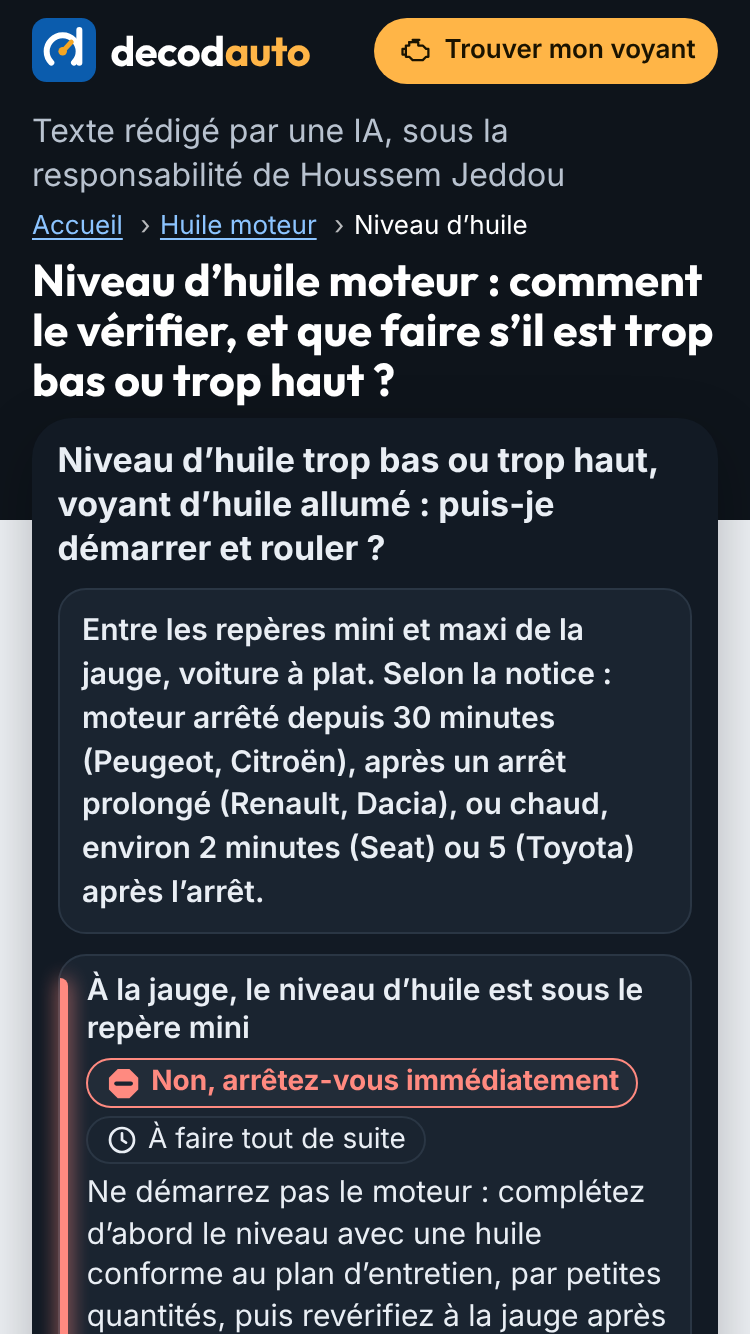 decodauto
Trouver mon voyant
Texte rédigé par une IA, sous la
responsabilité de Houssem Jeddou
Accueil › Huile moteur › Niveau d’huile
Niveau d’huile moteur : comment
le vérifier, et que faire s’il est trop
bas ou trop haut ?
Niveau d’huile trop bas ou trop haut,
voyant d’huile allumé : puis-je
démarrer et rouler ?
Entre les repères mini et maxi de la
jauge, voiture à plat. Selon la notice :
moteur arrêté depuis 30 minutes
(Peugeot, Citroën), après un arrêt
prolongé (Renault, Dacia), ou chaud,
environ 2 minutes (Seat) ou 5 (Toyota)
après l’arrêt.
À la jauge, le niveau d’huile est sous le
repère mini
Non, arrêtez-vous immédiatement
À faire tout de suite
Ne démarrez pas le moteur : complétez
d’abord le niveau avec une huile
conforme au plan d’entretien, par petites
quantités, puis revérifiez à la jauge après